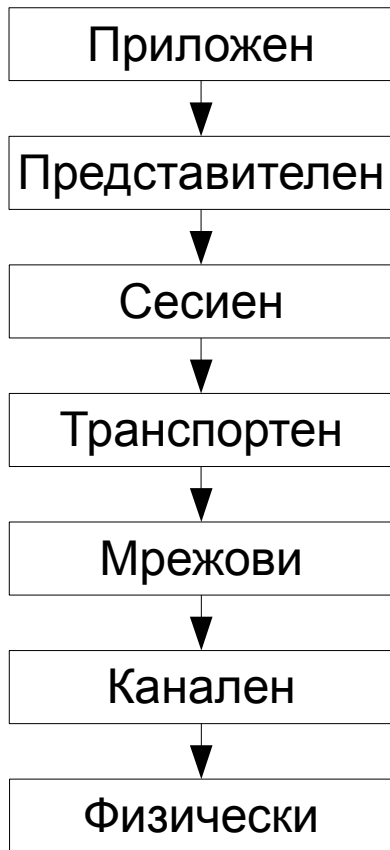 Приложен
Представителен
Сесиен
Транспортен
Мрежови
Канален
Физически